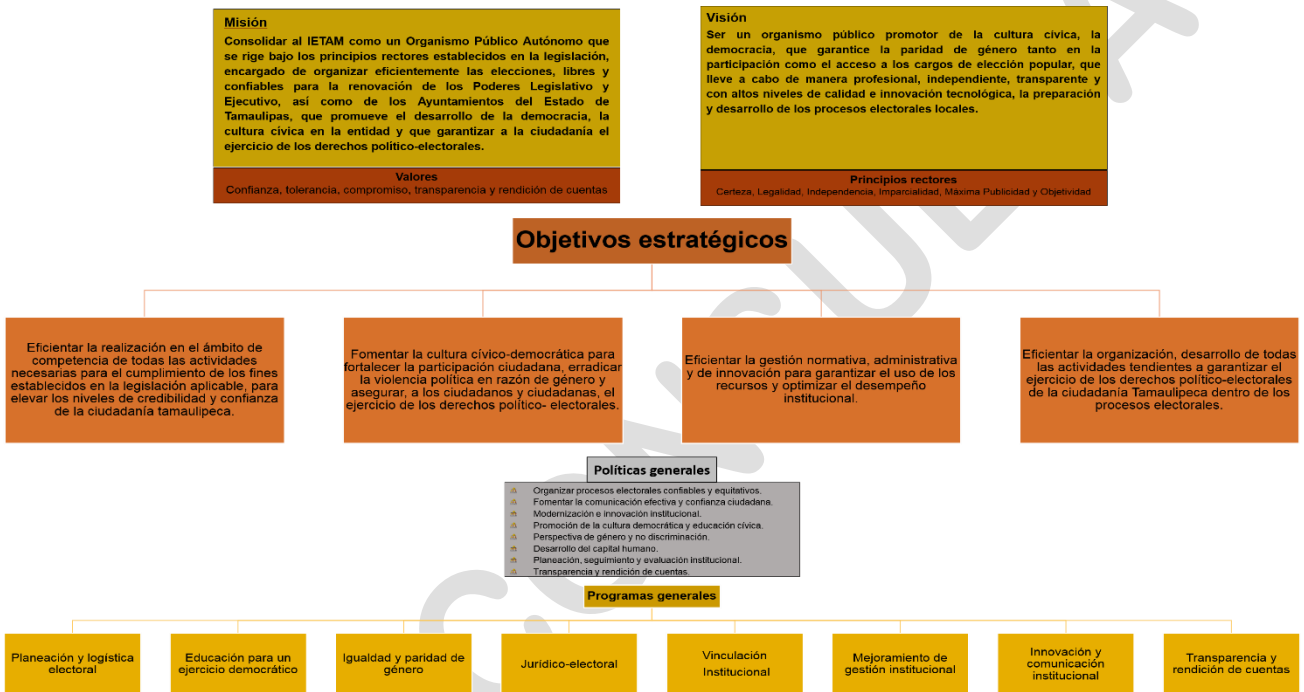 Misión
Consolidar al IETAM como un Organismo Público Autónomo que
se rige bajo los principios rectores establecidos en la legislación,
encargado de organizar eficientemente las elecciones, libres y
confiables para la renovación de los Poderes Legislativo y
Ejecutivo, así como de los Ayuntamientos del Estado de
Tamaulipas, que promueve el desarrollo de la democracia, la
cultura cívica en la entidad y que garantizar a la ciudadanía el
ejercicio de los derechos político-electorales.
Valores
Confianza, tolerancia, compromiso, transparencia y rendición de cuentas
Visión
Ser un organismo público promotor de la cultura cívica, la
democracia, que garantice la paridad de género tanto en la
participación como el acceso a los cargos de elección popular, que
lleve a cabo de manera profesional, independiente, transparente y
con altos niveles de calidad e innovación tecnológica, la preparación
y desarrollo de los procesos electorales locales.
Principios rectores
Certeza, Legalidad, Independencia, Imparcialidad, Máxima Publicidad y Objetividad
Objetivos estratégicos
Eficientar la realización en el ámbito de
competencia de todas las actividades
necesarias para el cumplimiento de los fines
establecidos en la legislación aplicable, para
elevar los niveles de credibilidad y confianza
de la ciudadanía tamaulipeca.
Fomentar la cultura cívico-democrática para
fortalecer la participación ciudadana, erradicar
la violencia política en razón de género y
asegurar, a los ciudadanos y ciudadanas, el
ejercicio de los derechos político- electorales.
Eficientar la gestión normativa, administrativa
y de innovación para garantizar el uso de los
recursos y optimizar el desempeño
institucional.
Eficientar la organización, desarrollo de todas
las actividades tendientes a garantizar el
ejercicio de los derechos político-electorales
de la ciudadanía Tamaulipeca dentro de los
procesos electorales.
Políticas generales
Organizar procesos electorales confiables y equitativos.
Fomentar la comunicación efectiva y confianza ciudadana.
Modernización e innovación institucional.
Promoción de la cultura democrática y educación cívica.
Perspectiva de género y no discriminación.
Desarrollo del capital humano.
Planeación, seguimiento y evaluación institucional.
Transparencia y rendición de cuentas.
Programas generales
Planeación y logística
electoral
Educación para un
ejercicio democrático
Igualdad y paridad de
género
Jurídico-electoral
Vinculación
Institucional
Mejoramiento de
gestión institucional
Innovación y
comunicación
institucional
Transparencia y
rendición de cuentas
CONSULTA